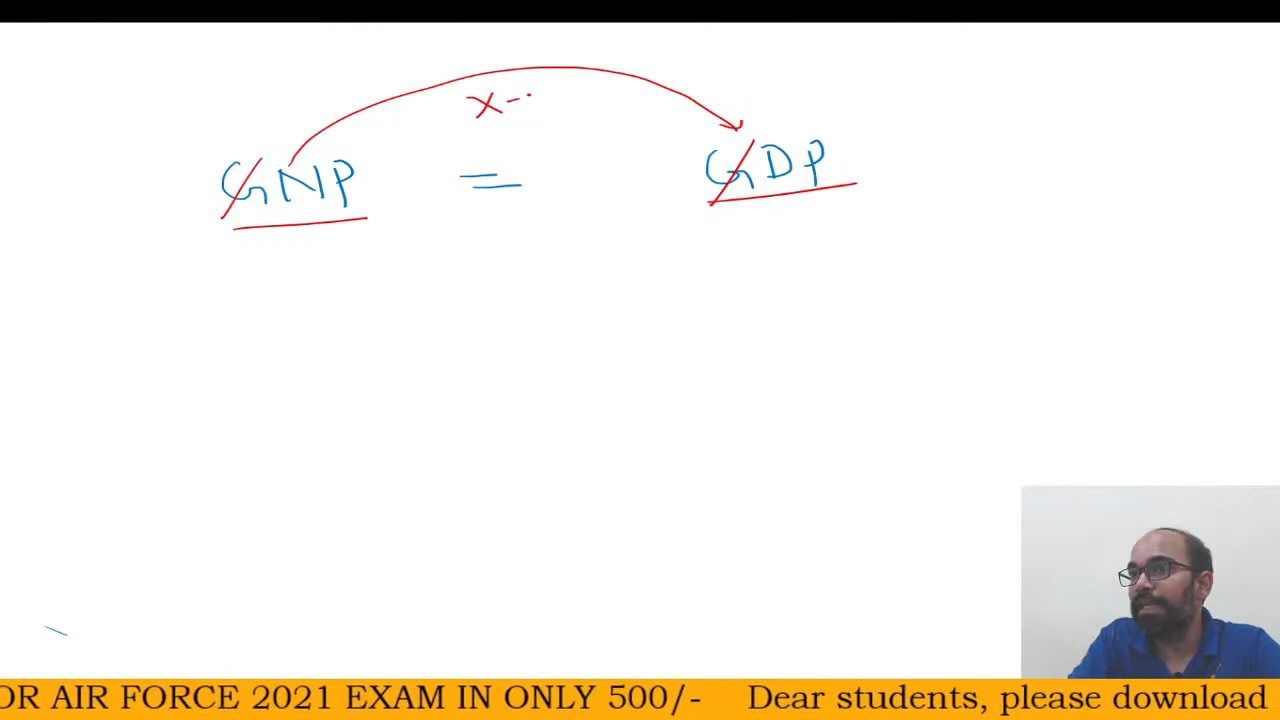 X-
GNP = GDP
OR AIR FORCE 2021 EXAM IN ONLY 500/- Dear students, please download